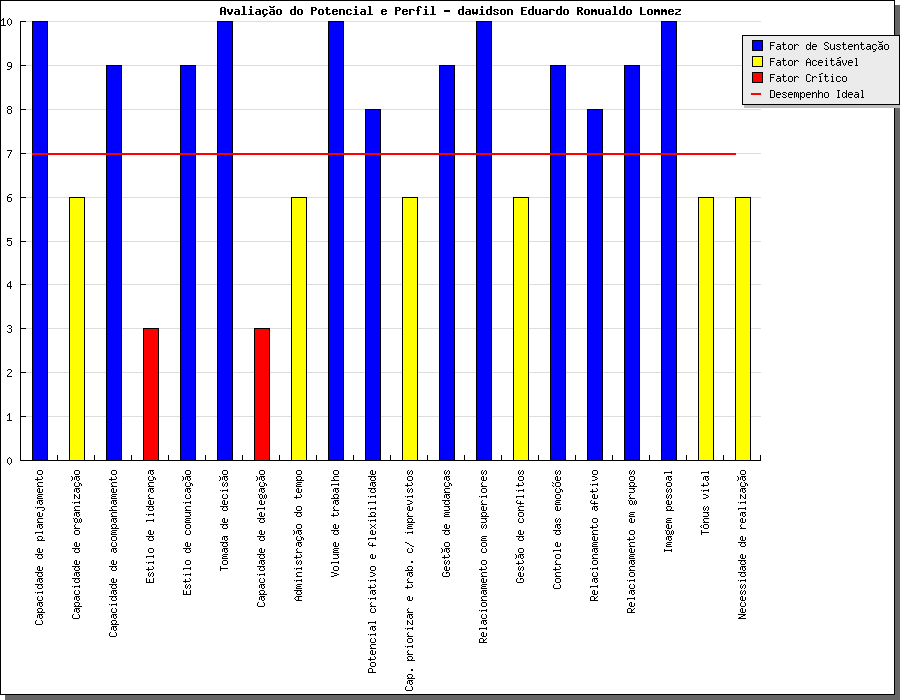 Avaliação do Potencial e Perfil - dawidson Eduardo Romualdo Lommez
10
9
8
7
6
5
4
3
2
1
0
Fator de Sustentação
Fator Aceitável
Fator Crítico
Desempenho Ideal
Capacidade de planejamento
Capacidade de organização
Capacidade de acompanhamento
Estilo de liderança
Estilo de comunicação
Tomada de decisão
Capacidade de delegação
Administração do tempo
Volume de trabalho
Potencial criativo e flexibilidade
Cap. priorizar e trab. c/ imprevistos
Gestão de mudanças
Relacionamento com superiores
Gestão de conflitos
Controle das emoções
Relacionamento afetivo
Relacionamento em grupos
Imagem pessoal
Tônus vital
Necessidade de realização